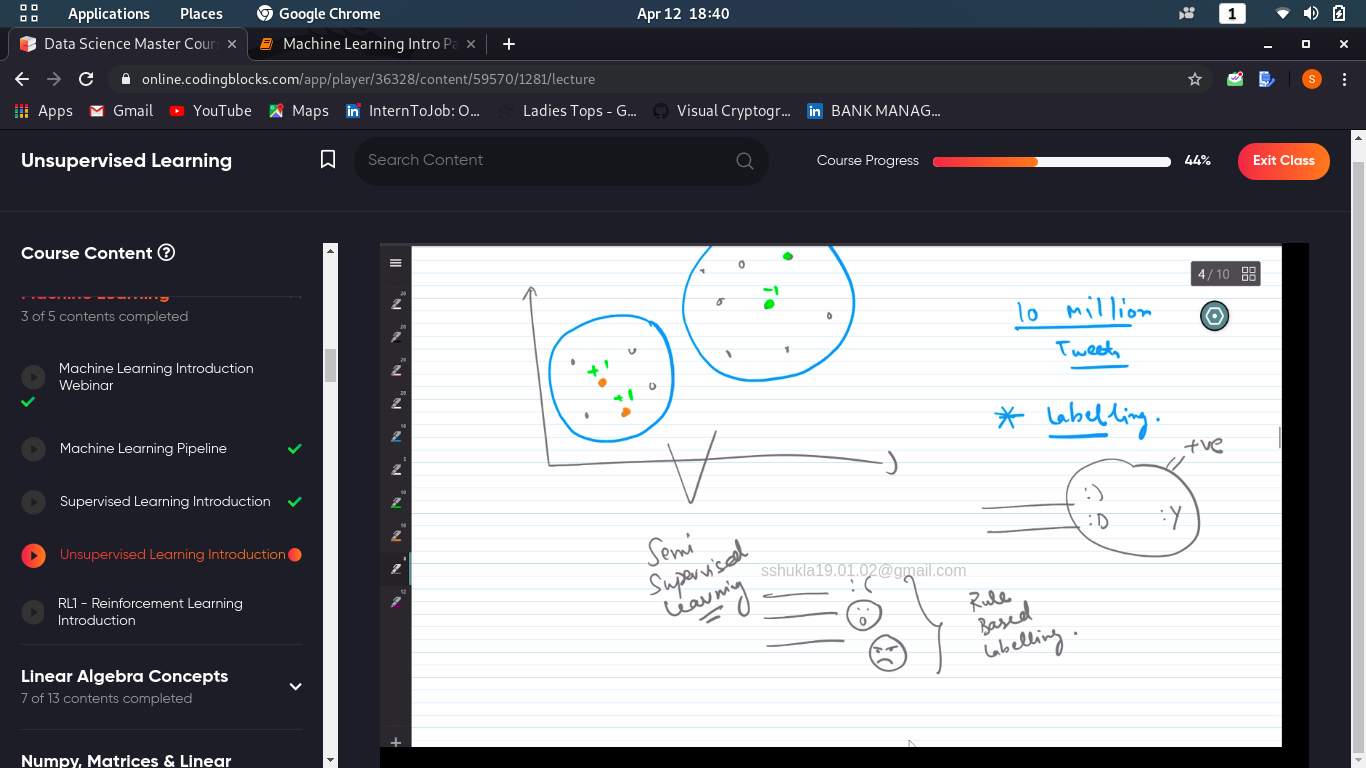 Applications Places Google Chrome Apr 12 18:40 1
Data Science Master Cour Machine Learning Intro Pa
online.codingblocks.com/app/player/36328/content/59570/1281/lecture S
Apps Gmail YouTube Maps InternToJob: O... Ladies Tops - G... Visual Cryptogr... BANK MANAG...
Unsupervised Learning Search Content Course Progress 44% Exit Class
Course Content ?
Machine Learning
3 of 5 contents completed
Machine Learning Introduction
Webinar
Machine Learning Pipeline
Supervised Learning Introduction
Unsupervised Learning Introduction
RL1 - Reinforcement Learning
Introduction
Linear Algebra Concepts
7 of 13 contents completed
Numpy, Matrices & Linear
4 / 10
-1
+1
+1
10 Million
Tweets
* Labelling.
+ve
:)
:D :Y
Semi
Supervised
Learning
sshukla19.01.02@gmail.com
:(
Rule
Based
Labelling.